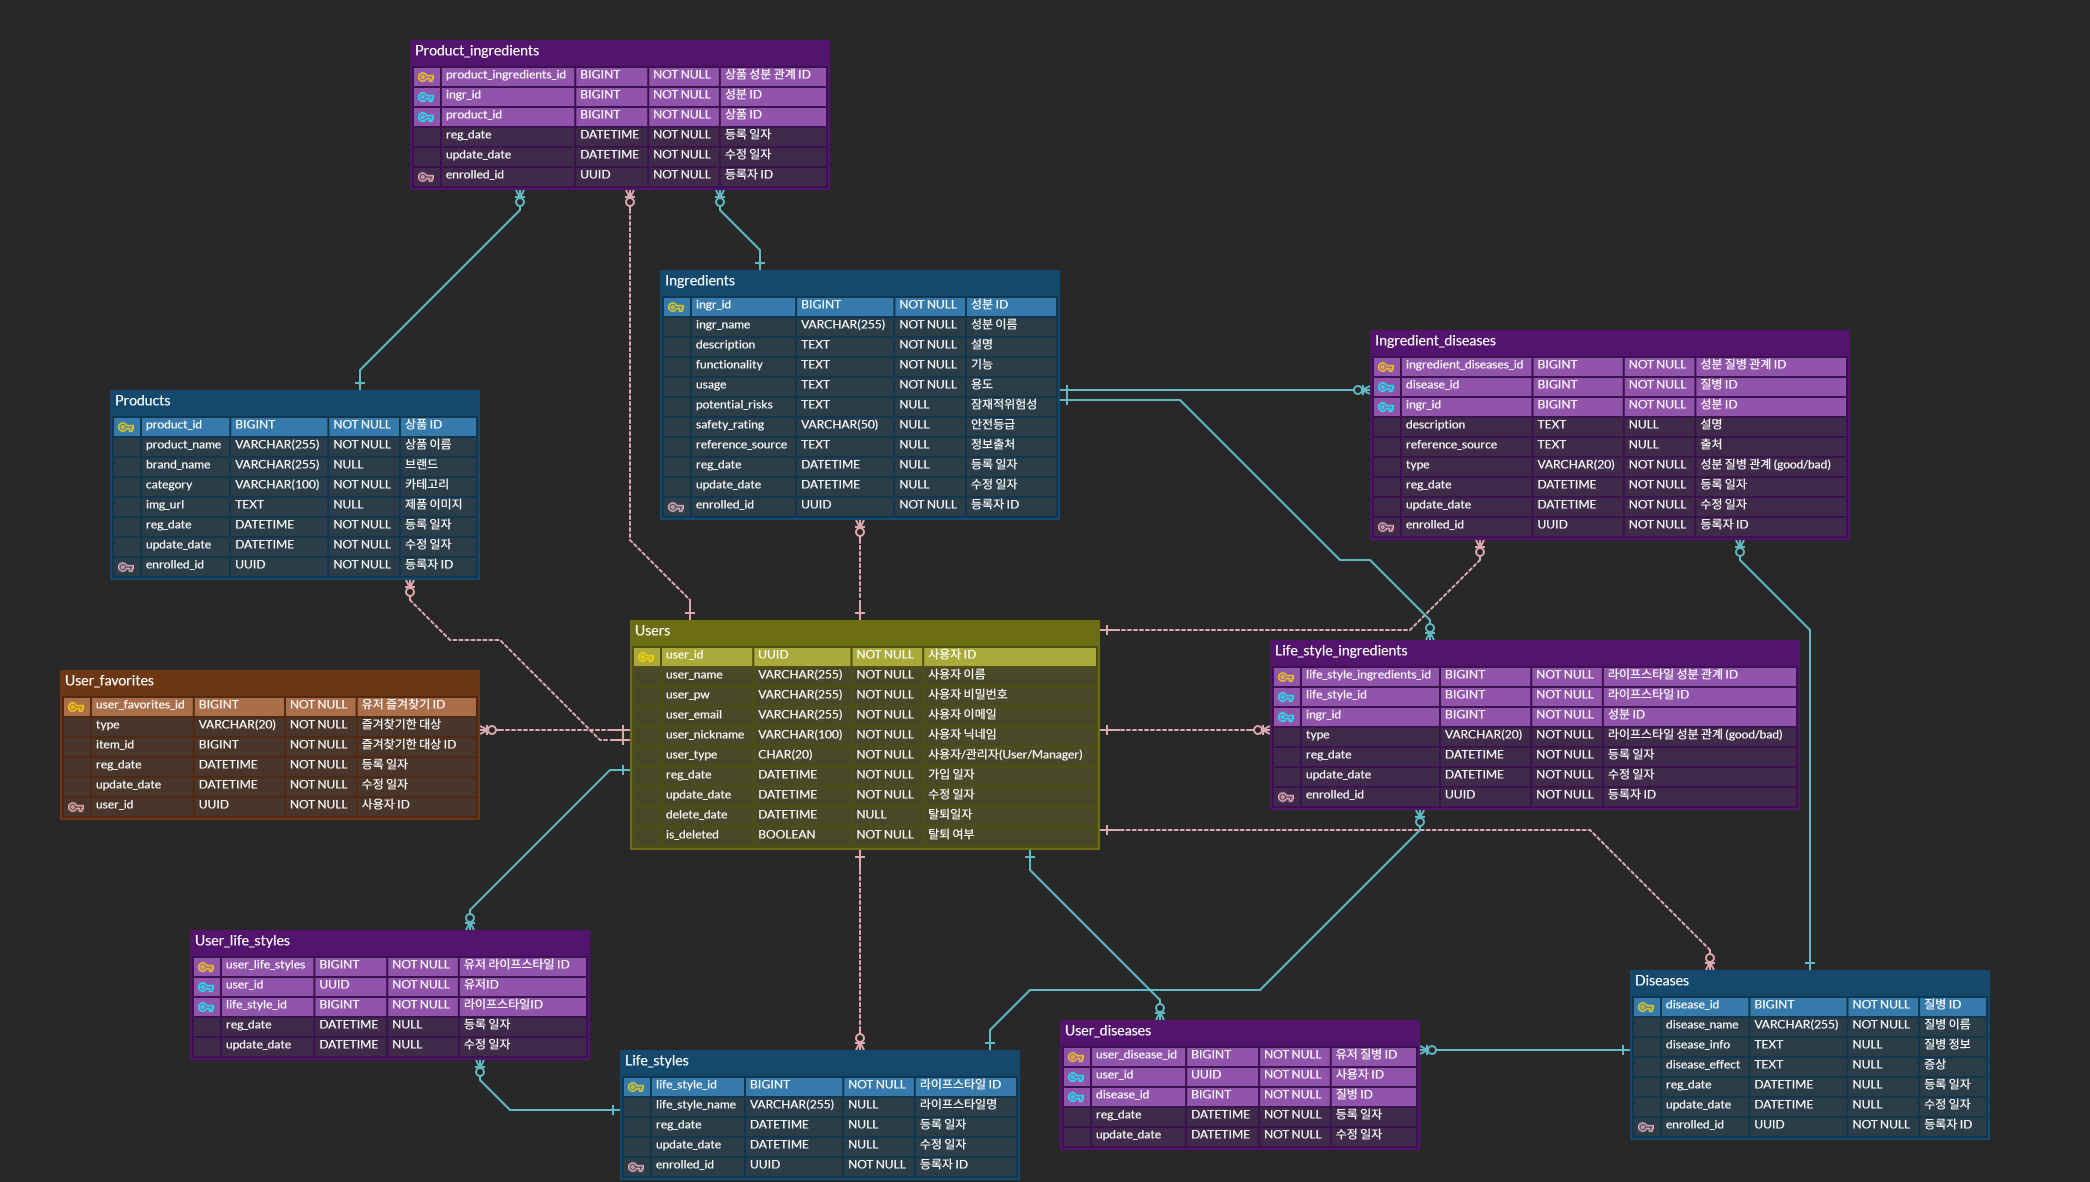 Product_ingredients
product_ingredients_id BIGINT NOT NULL 상품 성분 관계 ID
ingr_id BIGINT NOT NULL 성분 ID
product_id BIGINT NOT NULL 상품 ID
reg_date DATETIME NOT NULL 등록 일자
update_date DATETIME NOT NULL 수정 일자
enrolled_id UUID NOT NULL 등록자 ID
Ingredients
ingr_id BIGINT NOT NULL 성분 ID
ingr_name VARCHAR(255) NOT NULL 성분 이름
description TEXT NOT NULL 설명
functionality TEXT NOT NULL 기능
usage TEXT NOT NULL 용도
potential_risks TEXT NULL 잠재적위험성
safety_rating VARCHAR(50) NULL 안전등급
reference_source TEXT NULL 정보출처
reg_date DATETIME NULL 등록 일자
update_date DATETIME NULL 수정 일자
enrolled_id UUID NOT NULL 등록자 ID
Ingredient_diseases
ingredient_diseases_id BIGINT NOT NULL 성분 질병 관계 ID
disease_id BIGINT NOT NULL 질병 ID
ingr_id BIGINT NOT NULL 성분 ID
description TEXT NULL 설명
reference_source TEXT NULL 출처
type VARCHAR(20) NOT NULL 성분 질병 관계 (good/bad)
reg_date DATETIME NOT NULL 등록 일자
update_date DATETIME NOT NULL 수정 일자
enrolled_id UUID NOT NULL 등록자 ID
Products
product_id BIGINT NOT NULL 상품 ID
product_name VARCHAR(255) NOT NULL 상품 이름
brand_name VARCHAR(255) NULL 브랜드
category VARCHAR(100) NOT NULL 카테고리
img_url TEXT NULL 제품 이미지
reg_date DATETIME NOT NULL 등록 일자
update_date DATETIME NOT NULL 수정 일자
enrolled_id UUID NOT NULL 등록자 ID
Users
user_id UUID NOT NULL 사용자 ID
user_name VARCHAR(255) NOT NULL 사용자 이름
user_pw VARCHAR(255) NOT NULL 사용자 비밀번호
user_email VARCHAR(255) NOT NULL 사용자 이메일
user_nickname VARCHAR(100) NOT NULL 사용자 닉네임
user_type CHAR(20) NOT NULL 사용자/관리자(User/Manager)
reg_date DATETIME NOT NULL 가입 일자
update_date DATETIME NOT NULL 수정 일자
delete_date DATETIME NULL 탈퇴일자
is_deleted BOOLEAN NOT NULL 탈퇴 여부
Life_style_ingredients
life_style_ingredients_id BIGINT NOT NULL 라이프스타일 성분 관계 ID
life_style_id BIGINT NOT NULL 라이프스타일 ID
ingr_id BIGINT NOT NULL 성분 ID
type VARCHAR(20) NOT NULL 라이프스타일 성분 관계 (good/bad)
reg_date DATETIME NOT NULL 등록 일자
update_date DATETIME NOT NULL 수정 일자
enrolled_id UUID NOT NULL 등록자 ID
User_favorites
user_favorites_id BIGINT NOT NULL 유저 즐겨찾기 ID
type VARCHAR(20) NOT NULL 즐겨찾기한 대상
item_id BIGINT NOT NULL 즐겨찾기한 대상 ID
reg_date DATETIME NOT NULL 등록 일자
update_date DATETIME NOT NULL 수정 일자
user_id UUID NOT NULL 사용자 ID
User_life_styles
user_life_styles BIGINT NOT NULL 유저 라이프스타일 ID
user_id UUID NOT NULL 유저ID
life_style_id BIGINT NOT NULL 라이프스타일ID
reg_date DATETIME NULL 등록 일자
update_date DATETIME NULL 수정 일자
Life_styles
life_style_id BIGINT NOT NULL 라이프스타일 ID
life_style_name VARCHAR(255) NULL 라이프스타일명
reg_date DATETIME NULL 등록 일자
update_date DATETIME NULL 수정 일자
enrolled_id UUID NOT NULL 등록자 ID
User_diseases
user_disease_id BIGINT NOT NULL 유저 질병 ID
user_id UUID NOT NULL 사용자 ID
disease_id BIGINT NOT NULL 질병 ID
reg_date DATETIME NOT NULL 등록 일자
update_date DATETIME NOT NULL 수정 일자
Diseases
disease_id BIGINT NOT NULL 질병 ID
disease_name VARCHAR(255) NOT NULL 질병 이름
disease_info TEXT NULL 질병 정보
disease_effect TEXT NULL 증상
reg_date DATETIME NULL 등록 일자
update_date DATETIME NULL 수정 일자
enrolled_id UUID NOT NULL 등록자 ID